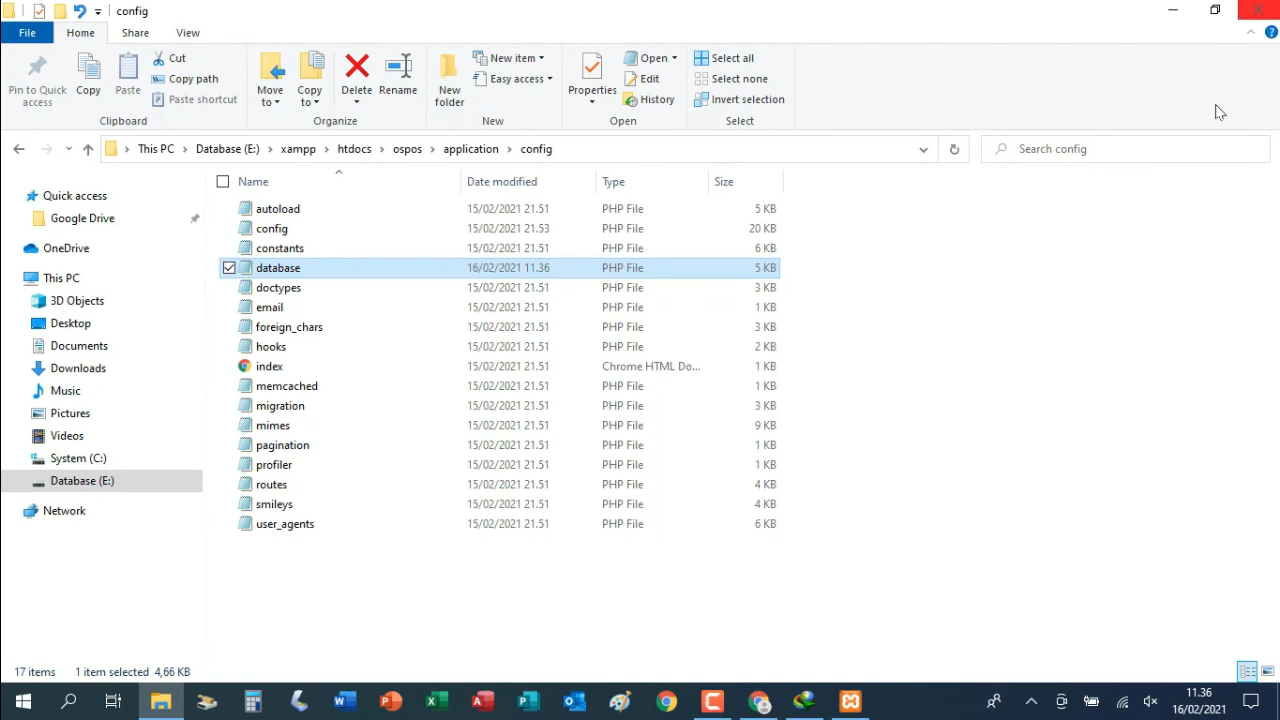 config
File Home Share View
Pin to Quick access
Copy
Paste
Cut
Copy path
Paste shortcut
Clipboard
Move to
Copy to
Delete
Rename
Organize
New folder
New item
Easy access
New
Properties
Open
Edit
History
Open
Select all
Select none
Invert selection
Select
This PC > Database (E:) > xampp > htdocs > ospos > application > config
Search config
Quick access
Google Drive
OneDrive
This PC
3D Objects
Desktop
Documents
Downloads
Music
Pictures
Videos
System (C:)
Database (E:)
Network
Name Date modified Type Size
autoload 15/02/2021 21.51 PHP File 5 KB
config 15/02/2021 21.53 PHP File 20 KB
constants 15/02/2021 21.51 PHP File 6 KB
database 16/02/2021 11.36 PHP File 5 KB
doctypes 15/02/2021 21.51 PHP File 3 KB
email 15/02/2021 21.51 PHP File 1 KB
foreign_chars 15/02/2021 21.51 PHP File 3 KB
hooks 15/02/2021 21.51 PHP File 2 KB
index 15/02/2021 21.51 Chrome HTML Do... 1 KB
memcached 15/02/2021 21.51 PHP File 1 KB
migration 15/02/2021 21.51 PHP File 3 KB
mimes 15/02/2021 21.51 PHP File 9 KB
pagination 15/02/2021 21.51 PHP File 1 KB
profiler 15/02/2021 21.51 PHP File 1 KB
routes 15/02/2021 21.51 PHP File 4 KB
smileys 15/02/2021 21.51 PHP File 4 KB
user_agents 15/02/2021 21.51 PHP File 6 KB
17 items 1 item selected 4,66 KB
11.36
16/02/2021